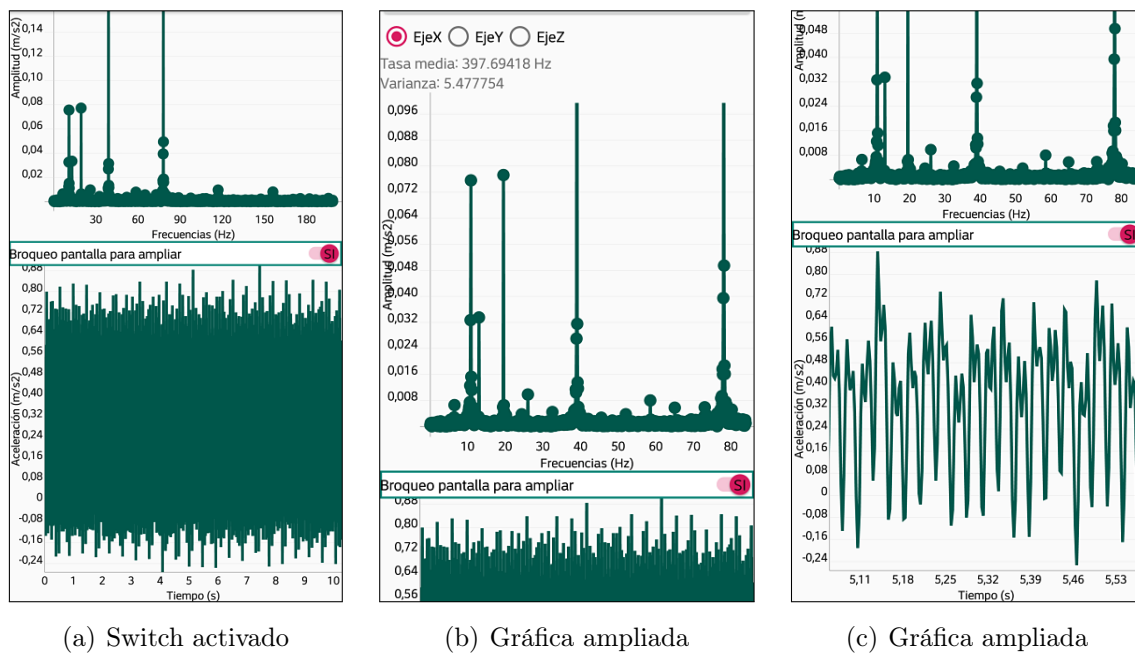 Amplitud (m/s2)
0,14
0,12
0,10
0,08
0,06
0,04
0,02
30 60 90 120 150 180
Frecuencias (Hz)
Broqueo pantalla para ampliar SI
Aceleración (m/s2)
0,88
0,80
0,72
0,64
0,56
0,48
0,40
0,32
0,24
0,16
0,08
0
-0,08
-0,16
-0,24
0 1 2 3 4 5 6 7 8 9 10
Tiempo (s)
(a) Switch activado
EjeX EjeY EjeZ
Tasa media: 397.69418 Hz
Varianza: 5.477754
Amplitud (m/s2)
0,096
0,088
0,080
0,072
0,064
0,056
0,048
0,040
0,032
0,024
0,016
0,008
10 20 30 40 50 60 70 80
Frecuencias (Hz)
Broqueo pantalla para ampliar SI
0,88
0,80
0,72
0,64
0,56
(b) Gráfica ampliada
Amplitud (m/s2)
0,048
0,040
0,032
0,024
0,016
0,008
10 20 30 40 50 60 70 80
Frecuencias (Hz)
Broqueo pantalla para ampliar SI
Aceleración (m/s2)
0,88
0,80
0,72
0,64
0,56
0,48
0,40
0,32
0,24
0,16
0,08
0
-0,08
-0,16
-0,24
5,11 5,18 5,25 5,32 5,39 5,46 5,53
Tiempo (s)
(c) Gráfica ampliada